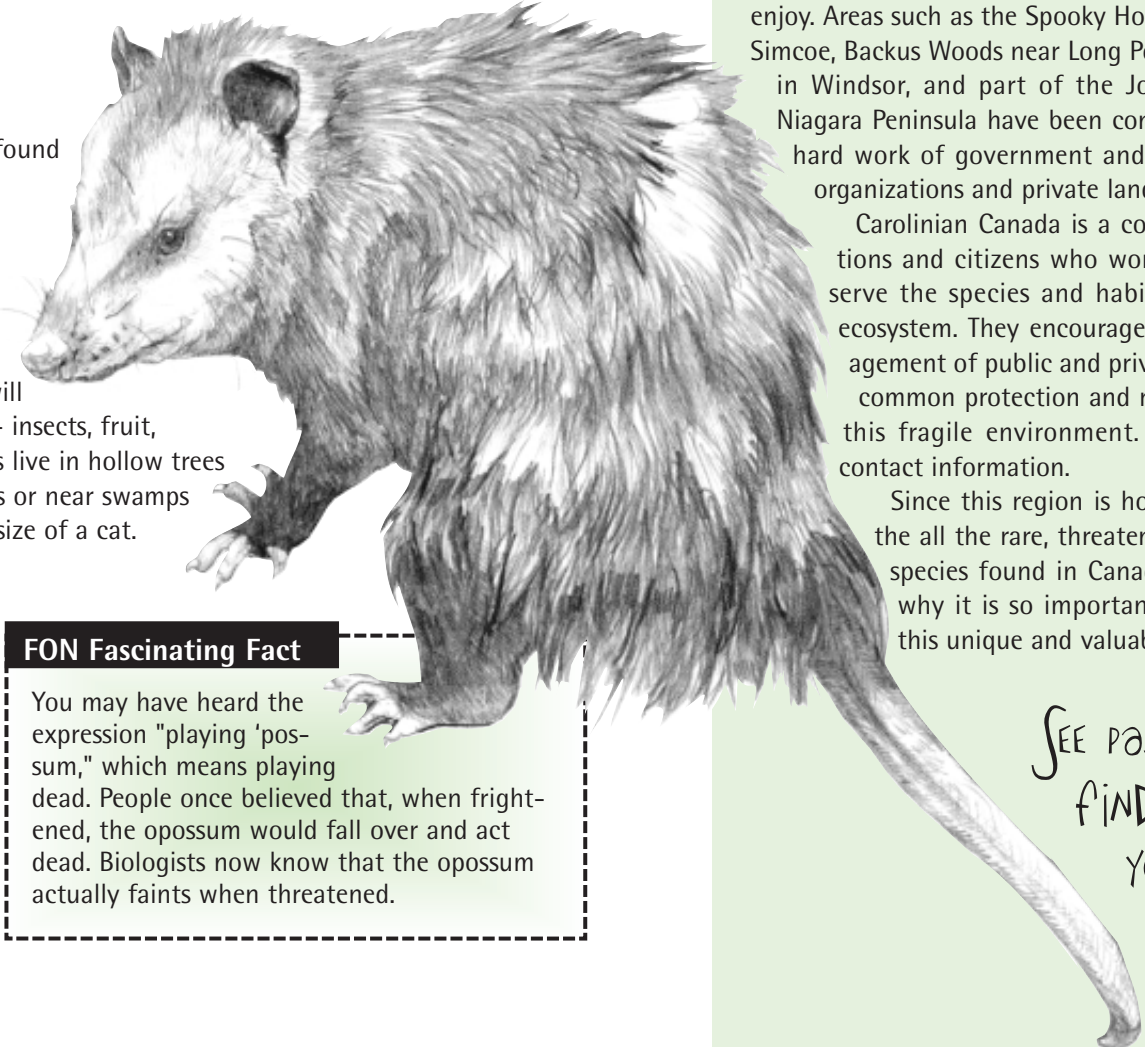 found
will
insects, fruit,
s live in hollow trees
s or near swamps
size of a cat.
FON Fascinating Fact
You may have heard the
expression "playing ‘pos-
sum," which means playing
dead. People once believed that, when fright-
ened, the opossum would fall over and act
dead. Biologists now know that the opossum
actually faints when threatened.
enjoy. Areas such as the Spooky Ho
Simcoe, Backus Woods near Long Po
in Windsor, and part of the Jo
Niagara Peninsula have been con
hard work of government and
organizations and private land
Carolinian Canada is a co
tions and citizens who wor
serve the species and habi
ecosystem. They encourage
agement of public and priv
common protection and r
this fragile environment.
contact information.
Since this region is ho
the all the rare, threaten
species found in Cana
why it is so important
this unique and valuab
SEE Pa
FIND
Yo